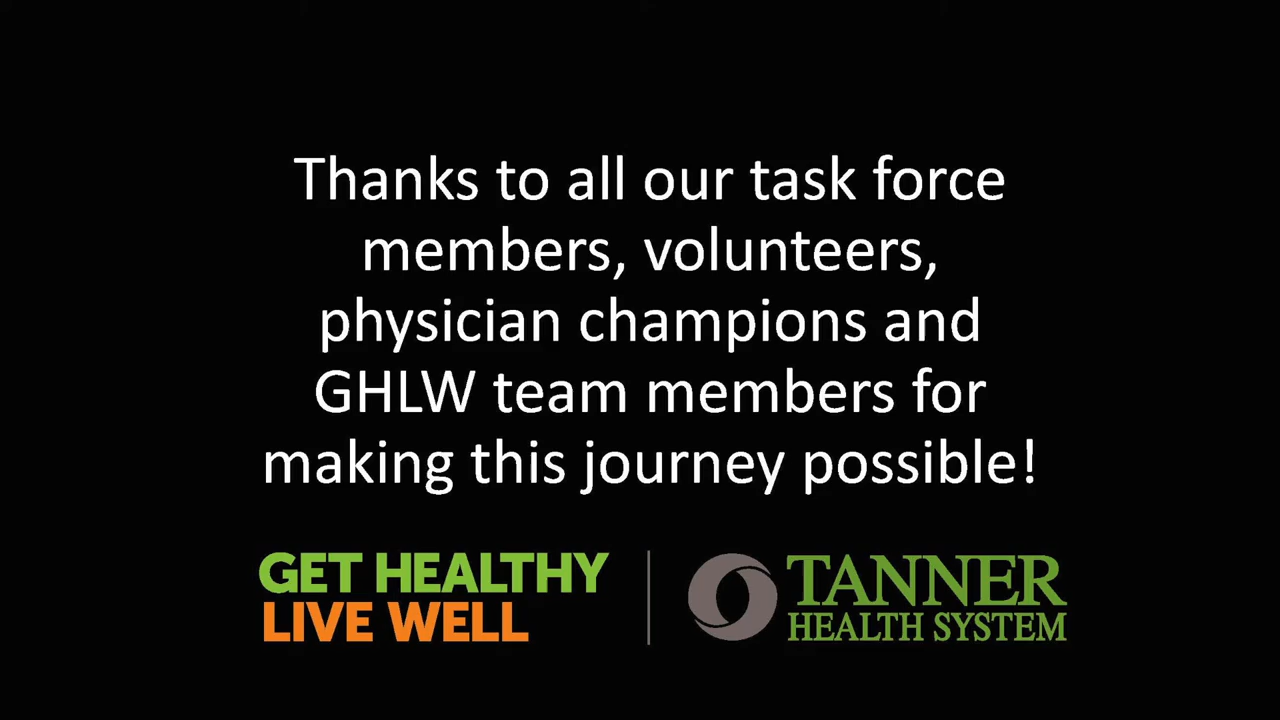 Thanks to all our task force
members, volunteers,
physician champions and
GHLW team members for
making this journey possible!
GET HEALTHY
LIVE WELL
TANNER
HEALTH SYSTEM